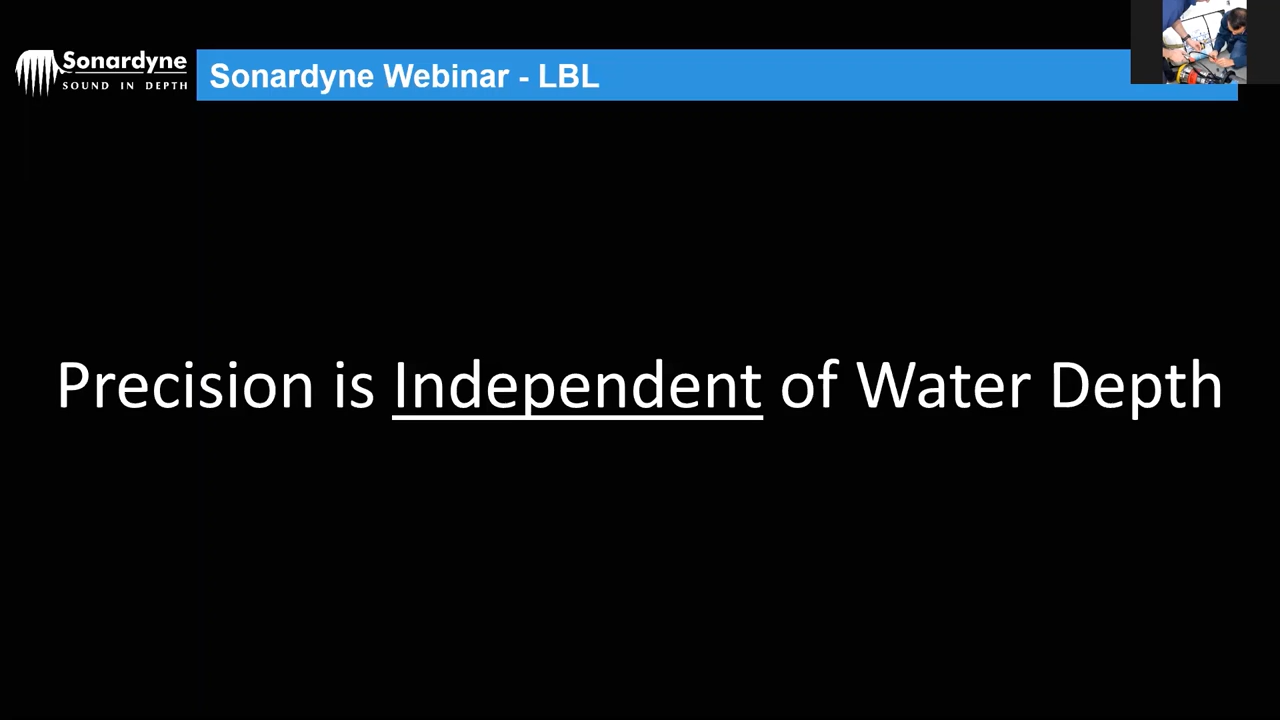 Sonardyne
SOUND IN DEPTH
Sonardyne Webinar - LBL
Precision is Independent of Water Depth